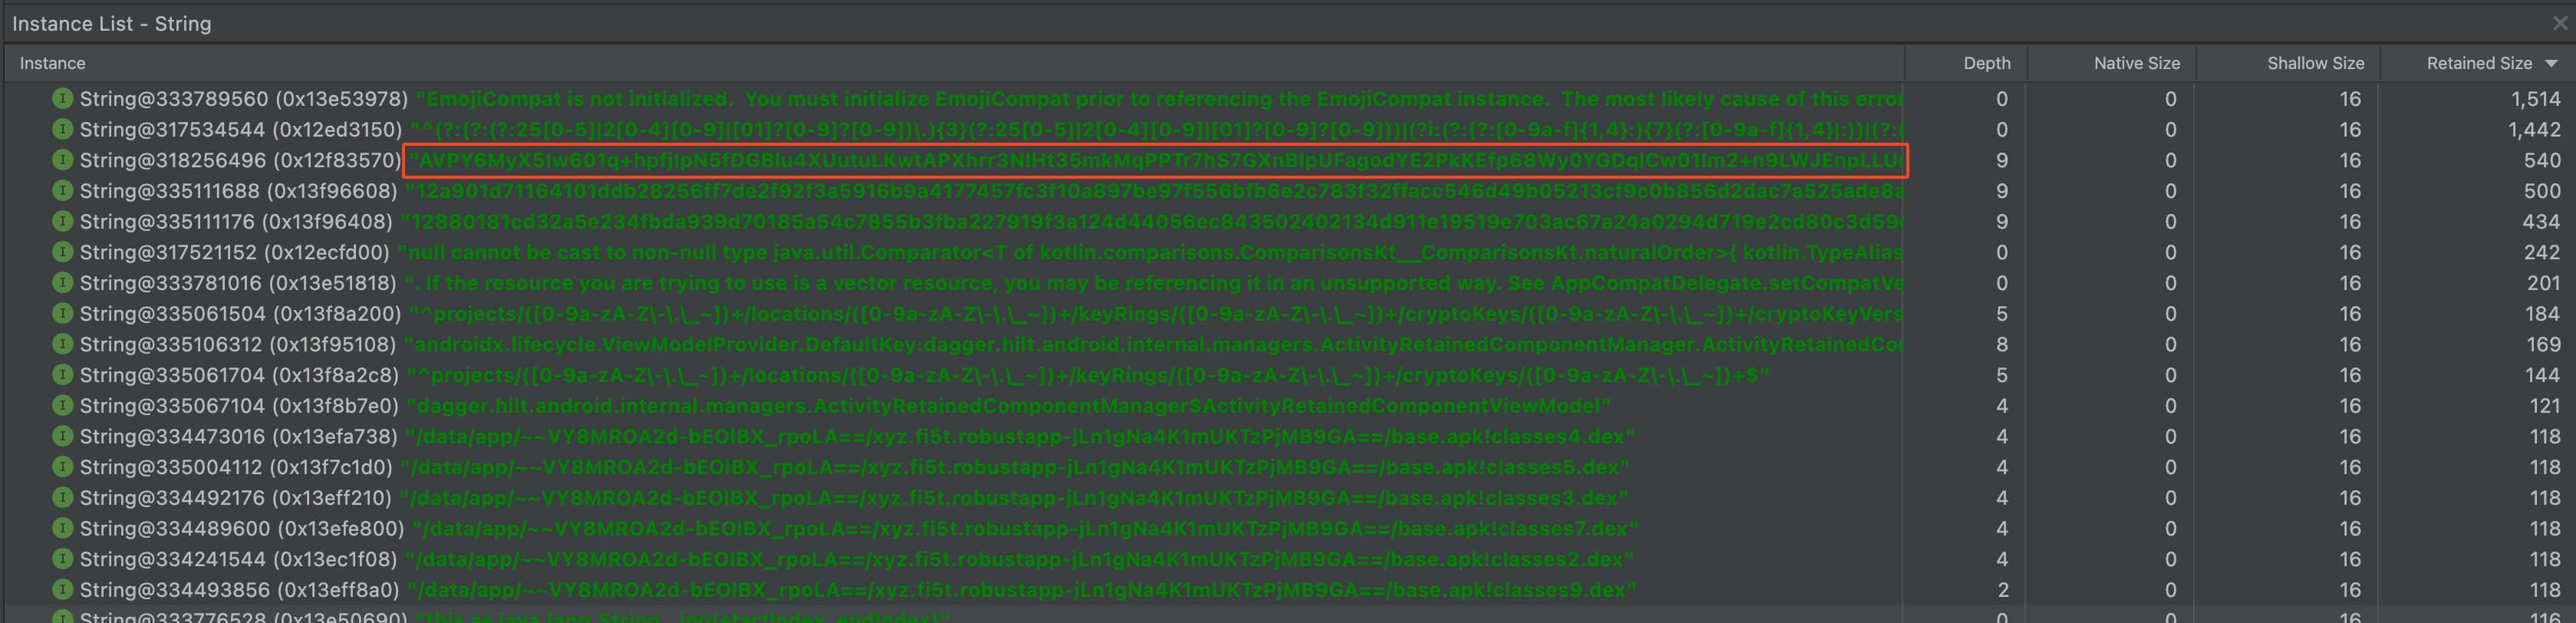 Instance List - String
Instance Depth Native Size Shallow Size Retained Size
String@333789560 (0x13e53978) "EmojiCompat is not initialized. You must initialize EmojiCompat prior to referencing the EmojiCompat instance. The most likely cause of this error 0 0 16 1,514
String@317534544 (0x12ed3150) "^(?:(?:(?:25[0-5]|2[0-4][0-9]|[01]?[0-9]?[0-9])\.){3}(?:25[0-5]|2[0-4][0-9]|[01]?[0-9]?[0-9]))|(?i:(?:(?:[0-9a-f]{1,4}:){7}(?:[0-9a-f]{1,4}|:))|(?:( 0 0 16 1,442
String@318256496 (0x12f83570) 9 0 16 540
String@335111688 (0x13f96608) "12a901d71164101ddb28256ff7de2f92f3a5916b9a4177457fc3f10a897be97f556bfb6e2c783f32ffacc546d49b05213cf9c0b856d2dac7a525ade8a 9 0 16 500
String@335111176 (0x13f96408) "12880181cd32a5e234fbda939d70185a54c7855b3fba227919f3a124d44056ec843502402134d911e19519e703ac67a24a0294d719e2cd80c3d59 9 0 16 434
String@317521152 (0x12ecfd00) "null cannot be cast to non-null type java.util.Comparator<T of kotlin.comparisons.ComparisonsKt__ComparisonsKt.naturalOrder>{ kotlin.TypeAlias 0 0 16 242
String@333781016 (0x13e51818) ". If the resource you are trying to use is a vector resource, you may be referencing it in an unsupported way. See AppCompatDelegate.setCompatVe 0 0 16 201
String@335061504 (0x13f8a200) "^projects/([0-9a-zA-Z\-\.\_~])+/locations/([0-9a-zA-Z\-\.\_~])+/keyRings/([0-9a-zA-Z\-\.\_~])+/cryptoKeys/([0-9a-zA-Z\-\.\_~])+/cryptoKeyVers 5 0 16 184
String@335106312 (0x13f95108) "androidx.lifecycle.ViewModelProvider.DefaultKey:dagger.hilt.android.internal.managers.ActivityRetainedComponentManager.ActivityRetainedCor 8 0 16 169
String@335061704 (0x13f8a2c8) "^projects/([0-9a-zA-Z\-\.\_~])+/locations/([0-9a-zA-Z\-\.\_~])+/keyRings/([0-9a-zA-Z\-\.\_~])+/cryptoKeys/([0-9a-zA-Z\-\.\_~])+$" 5 0 16 144
String@335067104 (0x13f8b7e0) "dagger.hilt.android.internal.managers.ActivityRetainedComponentManager$ActivityRetainedComponentViewModel" 4 0 16 121
String@334473016 (0x13efa738) "/data/app/~~VY8MROA2d-bEOlBX_rpoLA==/xyz.fi5t.robustapp-jLn1gNa4K1mUKTzPjMB9GA==/base.apk!classes4.dex" 4 0 16 118
String@335004112 (0x13f7c1d0) "/data/app/~~VY8MROA2d-bEOlBX_rpoLA==/xyz.fi5t.robustapp-jLn1gNa4K1mUKTzPjMB9GA==/base.apk!classes5.dex" 4 0 16 118
String@334492176 (0x13eff210) "/data/app/~~VY8MROA2d-bEOlBX_rpoLA==/xyz.fi5t.robustapp-jLn1gNa4K1mUKTzPjMB9GA==/base.apk!classes3.dex" 4 0 16 118
String@334489600 (0x13efe800) "/data/app/~~VY8MROA2d-bEOlBX_rpoLA==/xyz.fi5t.robustapp-jLn1gNa4K1mUKTzPjMB9GA==/base.apk!classes7.dex" 4 0 16 118
String@334241544 (0x13ec1f08) "/data/app/~~VY8MROA2d-bEOlBX_rpoLA==/xyz.fi5t.robustapp-jLn1gNa4K1mUKTzPjMB9GA==/base.apk!classes2.dex" 4 0 16 118
String@334493856 (0x13eff8a0) "/data/app/~~VY8MROA2d-bEOlBX_rpoLA==/xyz.fi5t.robustapp-jLn1gNa4K1mUKTzPjMB9GA==/base.apk!classes9.dex" 2 0 16 118
String@333776528 (0x13e50690)